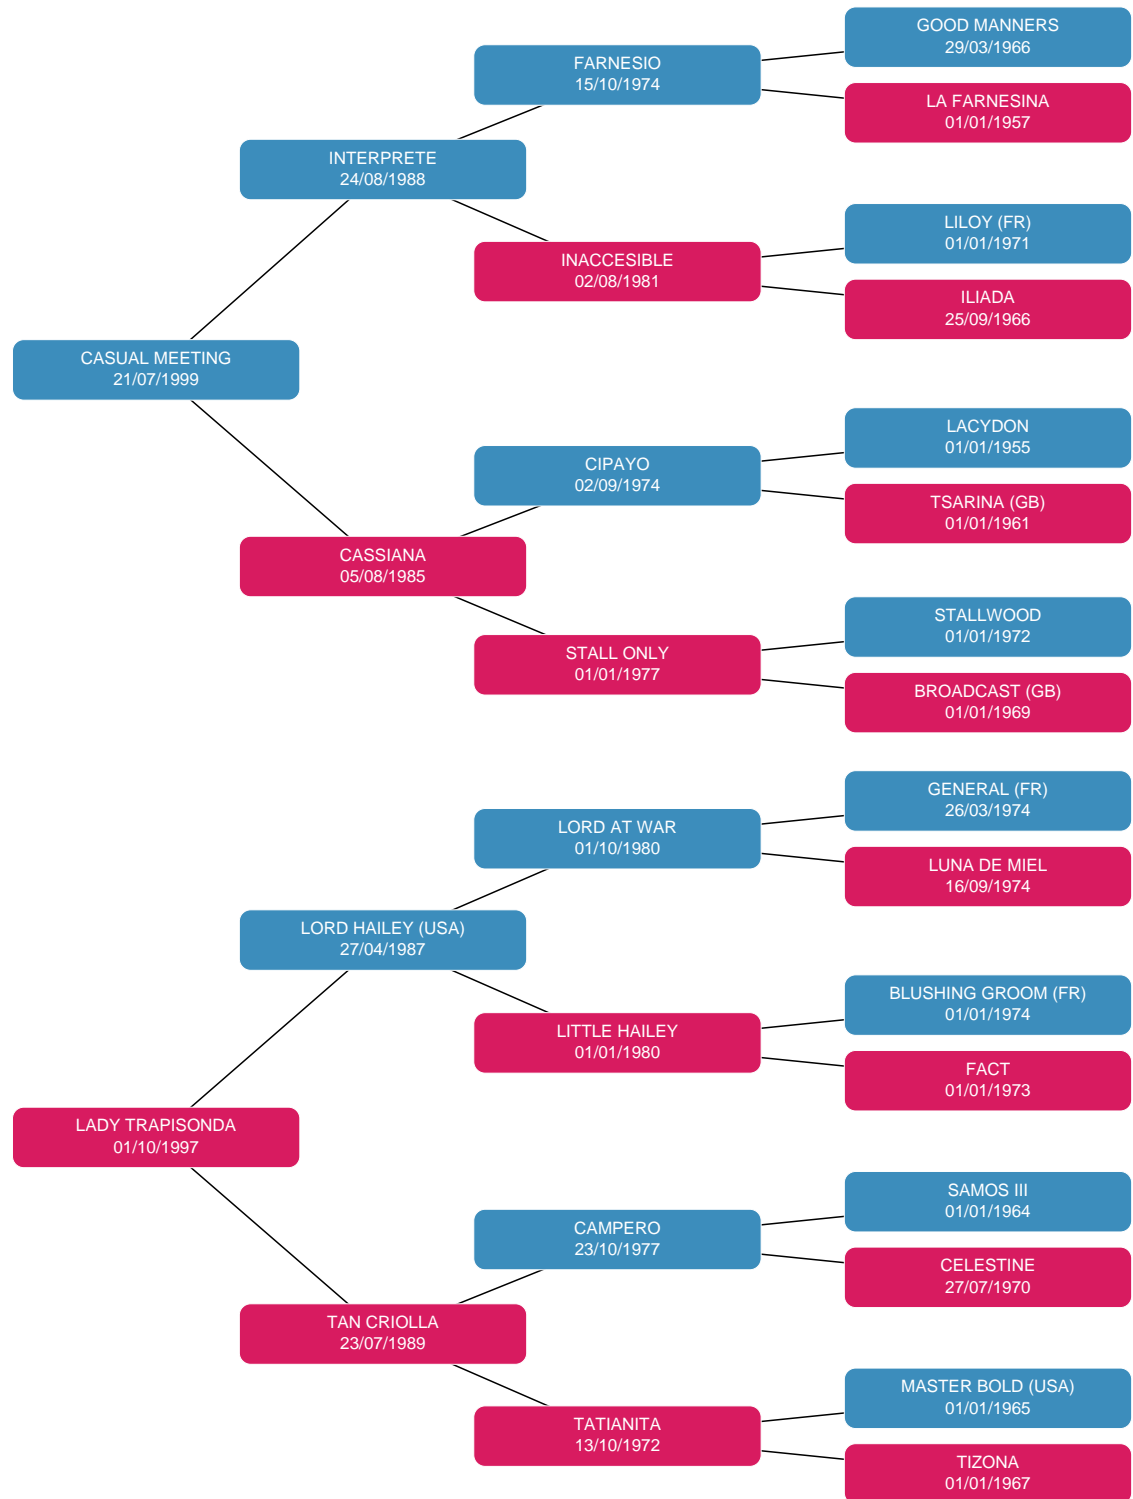 GOOD MANNERS
29/03/1966
FARNESIO
15/10/1974
LA FARNESINA
01/01/1957
INTERPRETE
24/08/1988
LILOY (FR)
01/01/1971
INACCESIBLE
02/08/1981
ILIADA
25/09/1966
CASUAL MEETING
21/07/1999
LACYDON
01/01/1955
CIPAYO
02/09/1974
TSARINA (GB)
01/01/1961
CASSIANA
05/08/1985
STALLWOOD
01/01/1972
STALL ONLY
01/01/1977
BROADCAST (GB)
01/01/1969
GENERAL (FR)
26/03/1974
LORD AT WAR
01/10/1980
LUNA DE MIEL
16/09/1974
LORD HAILEY (USA)
27/04/1987
BLUSHING GROOM (FR)
01/01/1974
LITTLE HAILEY
01/01/1980
FACT
01/01/1973
LADY TRAPISONDA
01/10/1997
SAMOS III
01/01/1964
CAMPERO
23/10/1977
CELESTINE
27/07/1970
TAN CRIOLLA
23/07/1989
MASTER BOLD (USA)
01/01/1965
TATIANITA
13/10/1972
TIZONA
01/01/1967